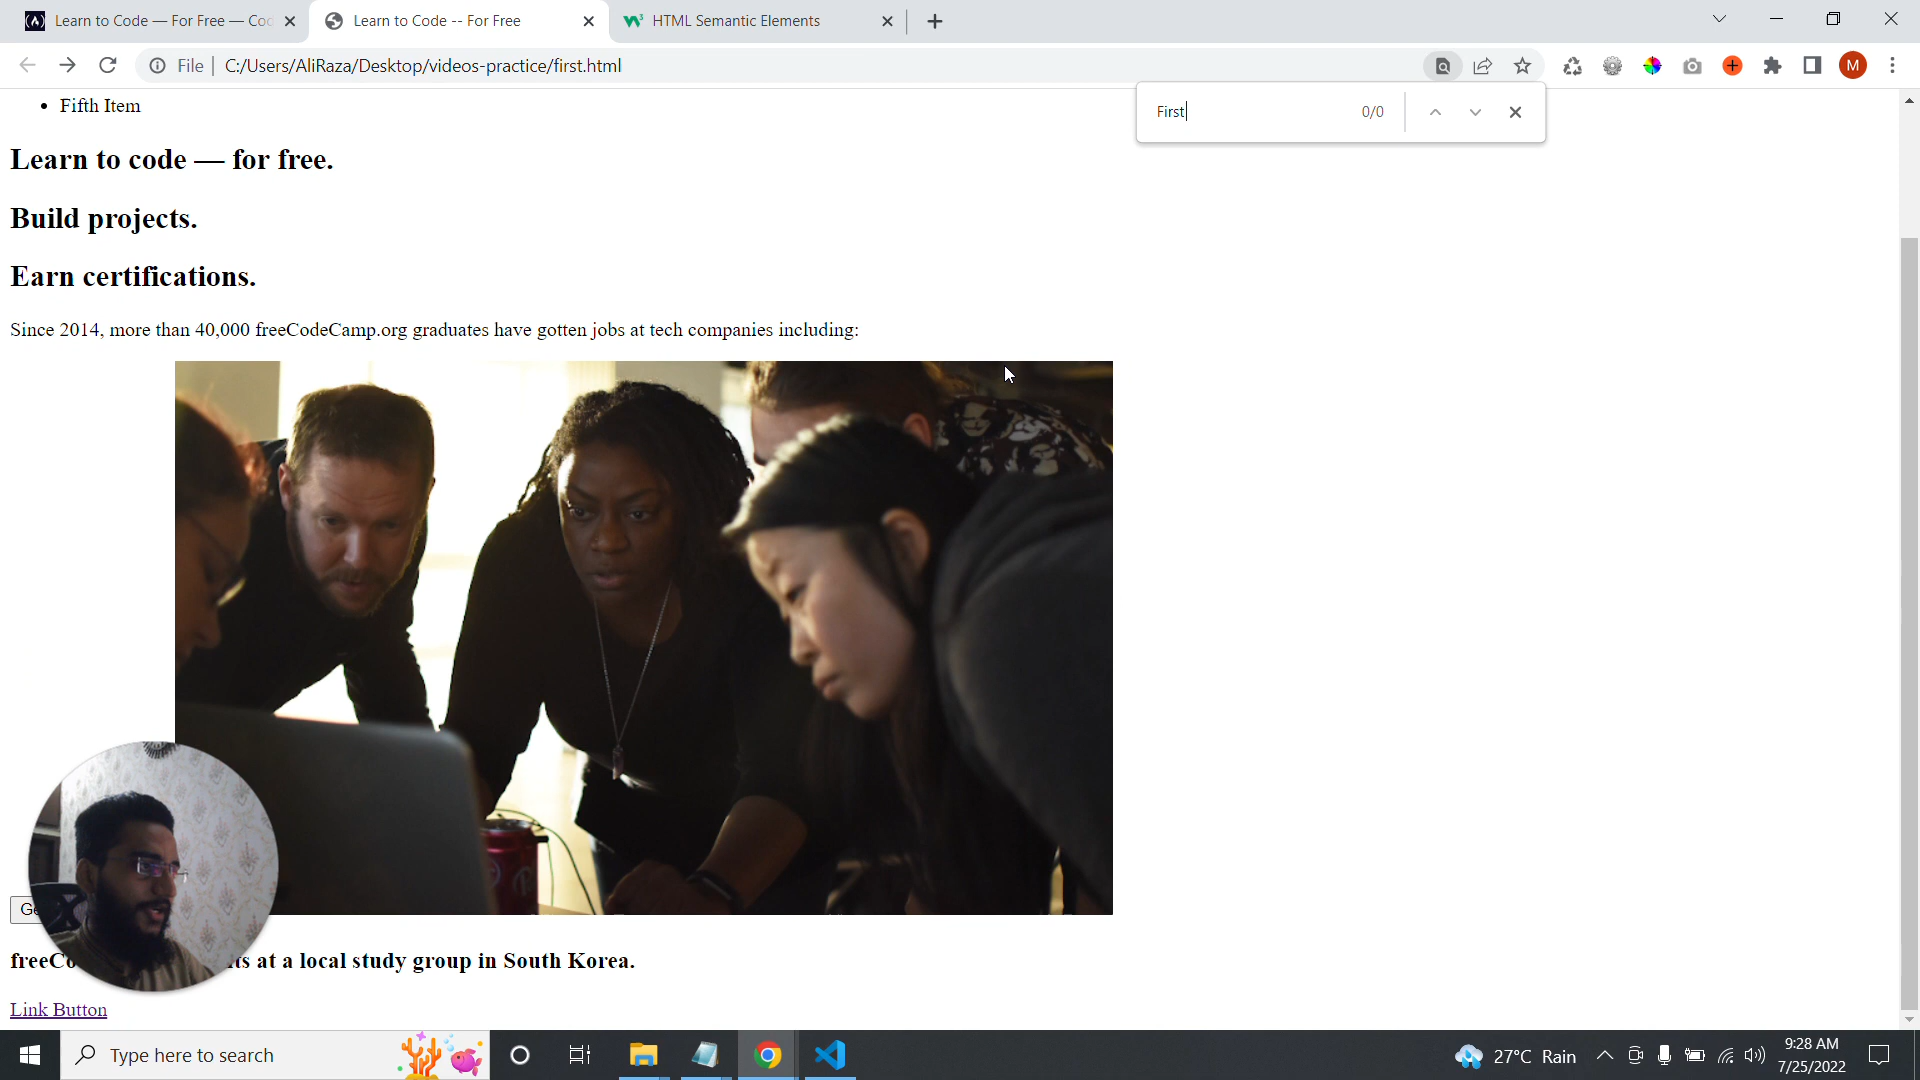 Learn to Code — For Free — Coc
Learn to Code -- For Free
HTML Semantic Elements
File
C:/Users/AliRaza/Desktop/videos-practice/first.html
M
First
0/0
Fifth Item
Learn to code — for free.
Build projects.
Earn certifications.
Since 2014, more than 40,000 freeCodeCamp.org graduates have gotten jobs at tech companies including:
at a local study group in South Korea.
Link Button
Type here to search
27°C Rain
9:28 AM
7/25/2022